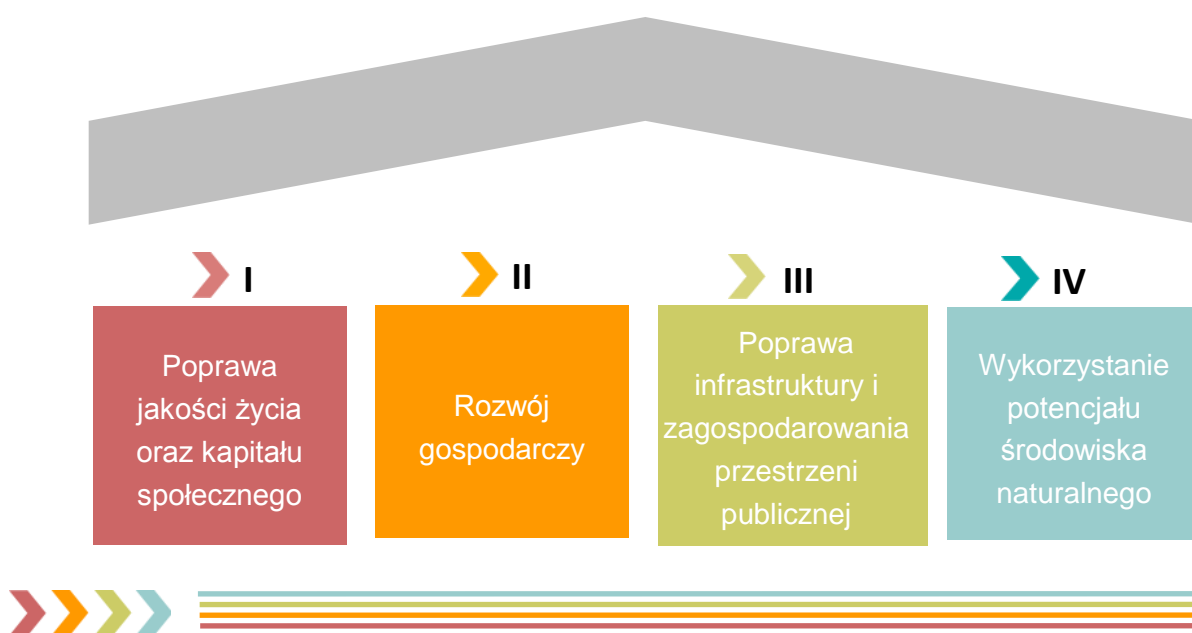 I
Poprawa
jakości życia
oraz kapitału
społecznego
II
Rozwój
gospodarczy
III
Poprawa
infrastruktury i
zagospodarowania
przestrzeni
publicznej
IV
Wykorzystanie
potencjału
środowiska
naturalnego